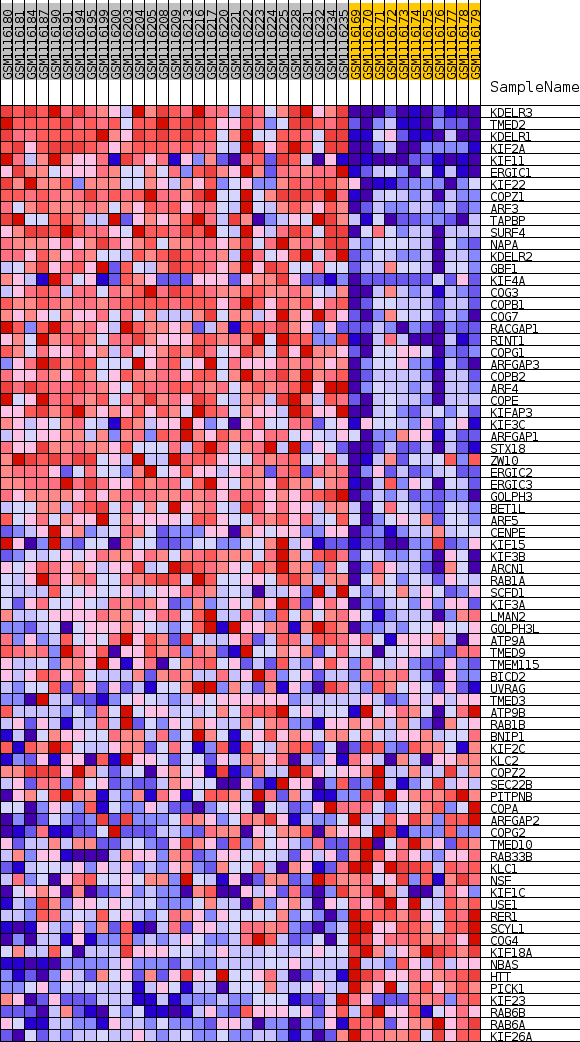 GSM1116180
GSM1116181
GSM1116184
GSM1116190
GSM1116191
GSM1116194
GSM1116195
GSM1116199
GSM1116200
GSM1116203
GSM1116204
GSM1116205
GSM1116208
GSM1116209
GSM1116213
GSM1116216
GSM1116217
GSM1116220
GSM1116221
GSM1116222
GSM1116223
GSM1116224
GSM1116225
GSM1116228
GSM1116231
GSM1116232
GSM1116234
GSM1116235
GSM1116169
GSM1116170
GSM1116171
GSM1116172
GSM1116173
GSM1116174
GSM1116175
GSM1116176
GSM1116177
GSM1116178
GSM1116179
SampleName
KDELR3
TMED2
KDELR1
KIF2A
KIF11
ERGIC1
KIF22
COPZ1
ARF3
TAPBP
SURF4
NAPA
KDELR2
GBF1
KIF4A
COG3
COPB1
COG7
RACGAP1
RINT1
COPG1
ARFGAP3
COPB2
ARF4
COPE
KIFAP3
KIF3C
ARFGAP1
STX18
ZW10
ERGIC2
ERGIC3
GOLPH3
BET1L
ARF5
CENPE
KIF15
KIF3B
ARCN1
RAB1A
SCFD1
KIF3A
LMAN2
GOLPH3L
ATP9A
TMED9
TMEM115
BICD2
UVRAG
TMED3
ATP9B
RAB1B
BNIP1
KIF2C
KLC2
COPZ2
SEC22B
PITPNB
COPA
ARFGAP2
COPG2
TMED10
RAB33B
KLC1
NSF
KIF1C
USE1
RER1
SCYL1
COG4
KIF18A
NBAS
HTT
PICK1
KIF23
RAB6B
RAB6A
KIF26A